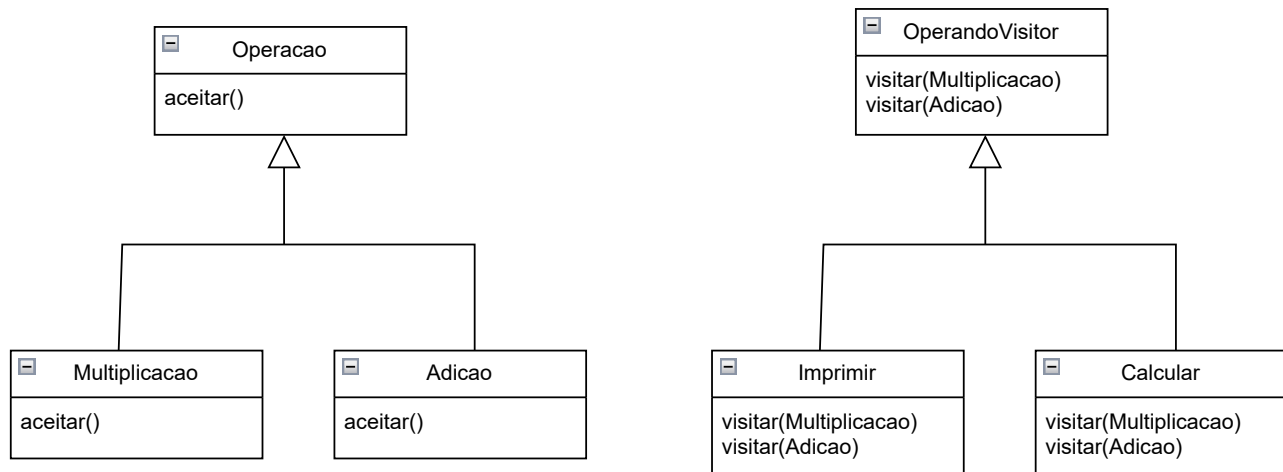 Operacao
aceitar()
OperandoVisitor
visitar(Multiplicacao)
visitar(Adicao)
Multiplicacao
aceitar()
Adicao
aceitar()
Imprimir
visitar(Multiplicacao)
visitar(Adicao)
Calcular
visitar(Multiplicacao)
visitar(Adicao)